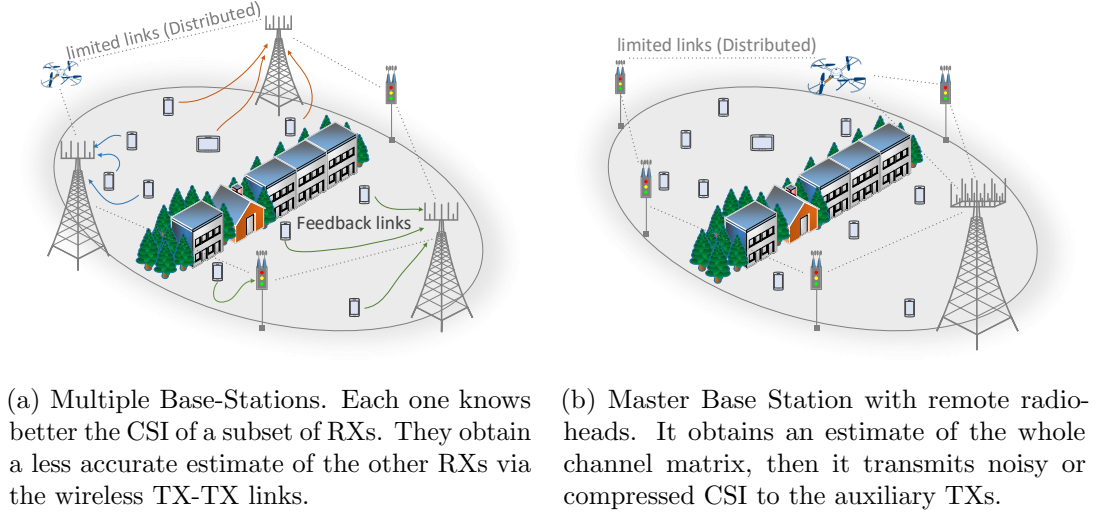 limited links (Distributed)
limited links (Distributed)
Feedback links
(a) Multiple Base-Stations. Each one knows
better the CSI of a subset of RXs. They obtain
a less accurate estimate of the other RXs via
the wireless TX-TX links.
(b) Master Base Station with remote radio-
heads. It obtains an estimate of the whole
channel matrix, then it transmits noisy or
compressed CSI to the auxiliary TXs.